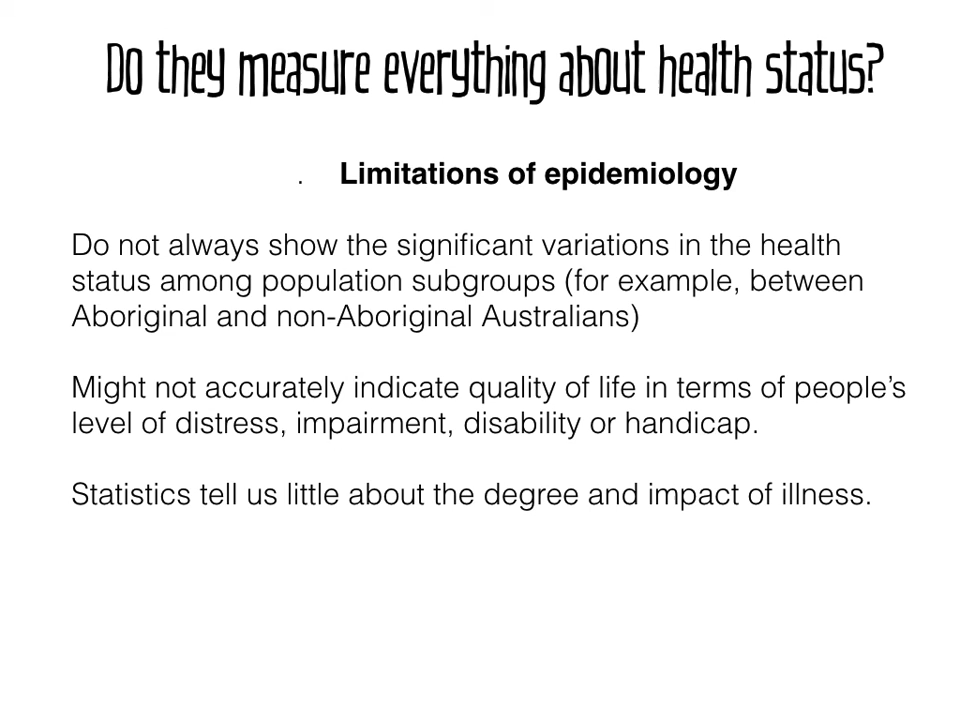 Do they measure everything about health status?
. Limitations of epidemiology
Do not always show the significant variations in the health
status among population subgroups (for example, between
Aboriginal and non-Aboriginal Australians)
Might not accurately indicate quality of life in terms of people’s
level of distress, impairment, disability or handicap.
Statistics tell us little about the degree and impact of illness.